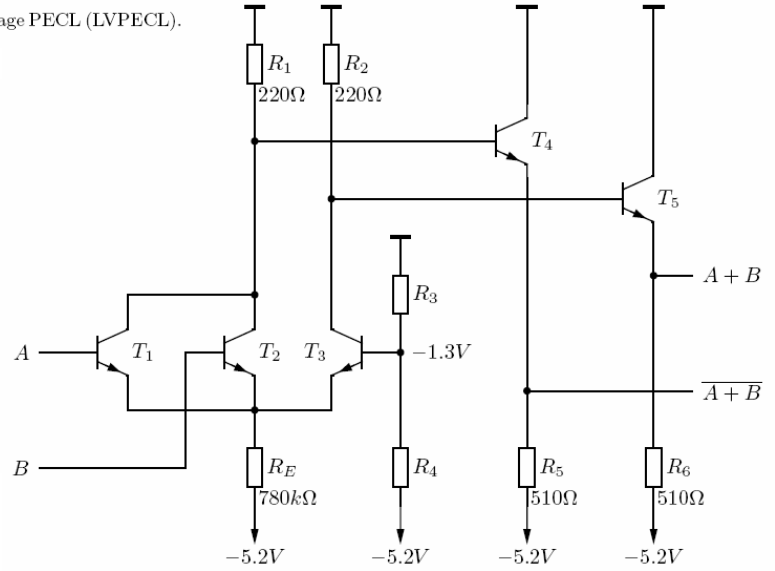 age PECL (LVPECL).
R1 R2
220Ω 220Ω
T4
T5
A + B
R3
A T1 T2 T3 −1.3V
A + B
B RE R4 R5 R6
780kΩ 510Ω 510Ω
−5.2V −5.2V −5.2V −5.2V